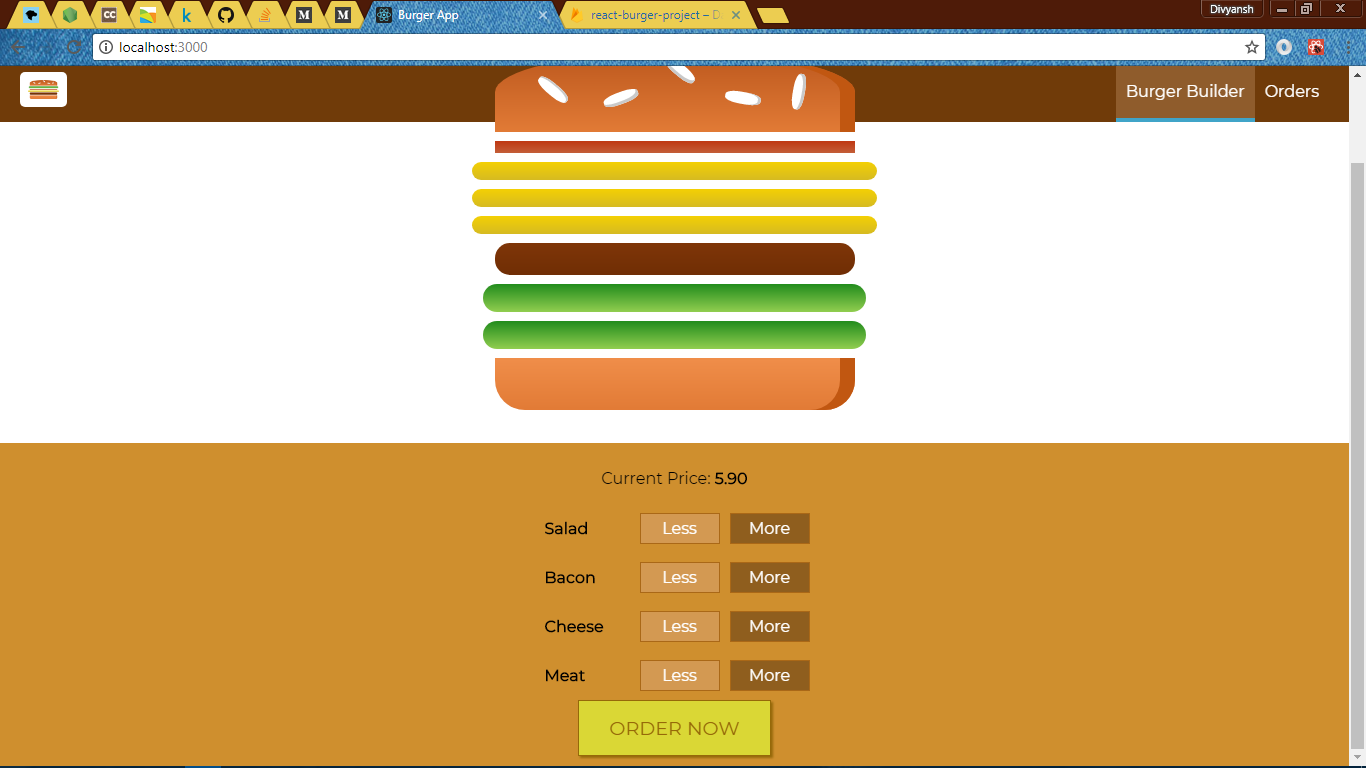 Divyansh
CC
k
M
M
Burger App
react-burger-project – D
localhost:3000
Burger Builder
Orders
Current Price: 5.90
Salad Less More
Bacon Less More
Cheese Less More
Meat Less More
ORDER NOW